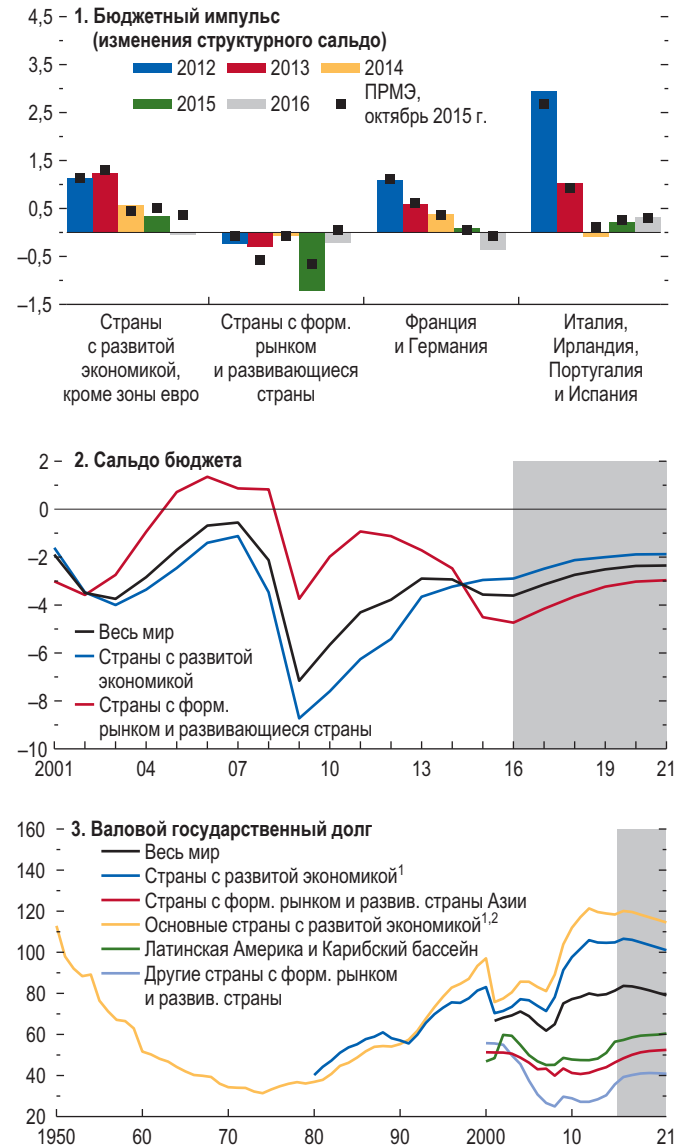 1. Бюджетный импульс
(изменения структурного сальдо)
2012 2013 2014
2015 2016 ПРМЭ,
октябрь 2015 г.
4,5
3,5
2,5
1,5
0,5
–0,5
–1,5
Страны
с развитой
экономикой,
кроме зоны евро
Страны с форм.
рынком
и развивающиеся
страны
Франция
и Германия
Италия,
Ирландия,
Португалия
и Испания
2. Сальдо бюджета
2
0
–2
–4
–6
–8
–10
Весь мир
Страны с развитой
экономикой
Страны с форм.
рынком и развивающиеся страны
2001 04 07 10 13 16 19 21
3. Валовой государственный долг
160
140
120
100
80
60
40
20
Весь мир
Страны с развитой экономикой¹
Страны с форм. рынком и развив. страны Азии
Основные страны с развитой экономикой¹,²
Латинская Америка и Карибский бассейн
Другие страны с форм. рынком
и развив. страны
1950 60 70 80 90 2000 10 21